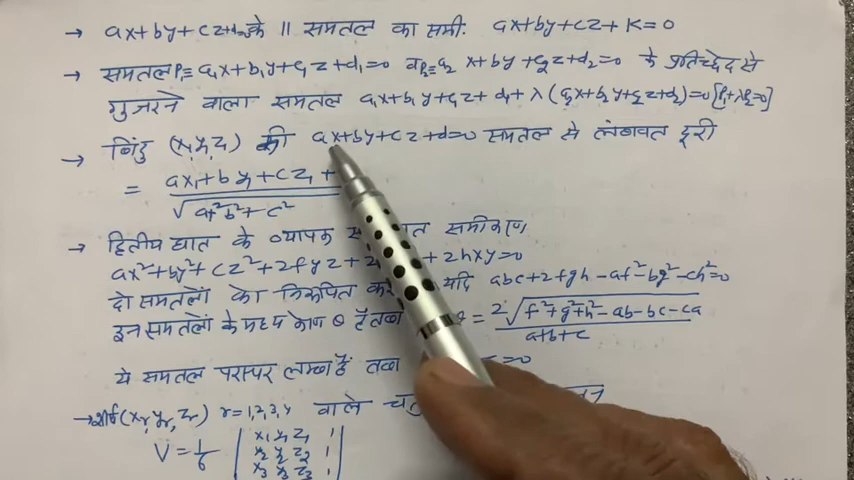 → ax+by+cz+d=0 के || समतल का समी. ax+by+cz+K=0
→ समतल P₁≡ a₁x+b₁y+c₁z+d₁=0 व P₂≡a₂x+by+c₂z+d₂=0 के प्रतिच्छेद से
गुजरने वाला समतल a₁x+b₁y+c₁z+d₁+λ(a₂x+b₂y+c₂z+d₂)=0 [P₁+λP₂=0]
→ बिंदु (x₁,y₁,z₁) की ax+by+cz+d=0 समतल से लंबवत दूरी
= ax₁+by₁+cz₁+
√a²+b²+c²
→ द्वितीय घात के व्यापक स त समीकरण
ax²+by²+cz²+2fyz+2 +2hxy=0
दो समतलों का निरूपित कर यदि abc+2fgh-af²-bg²-ch²=0
इन समतलों के मध्य कोण θ है तब = 2√f²+g²+h²-ab-bc-ca
a+b+c
ये समतल परस्पर लम्ब हैं तब =0
→ शीर्ष (xᵣ,yᵣ,zᵣ) r=1,2,3,4 वाले
V = 1/6 | x₁ y₁ z₁ 1 |
x₂ y₂ z₂ 1
x₃ y₃ z₃ 1